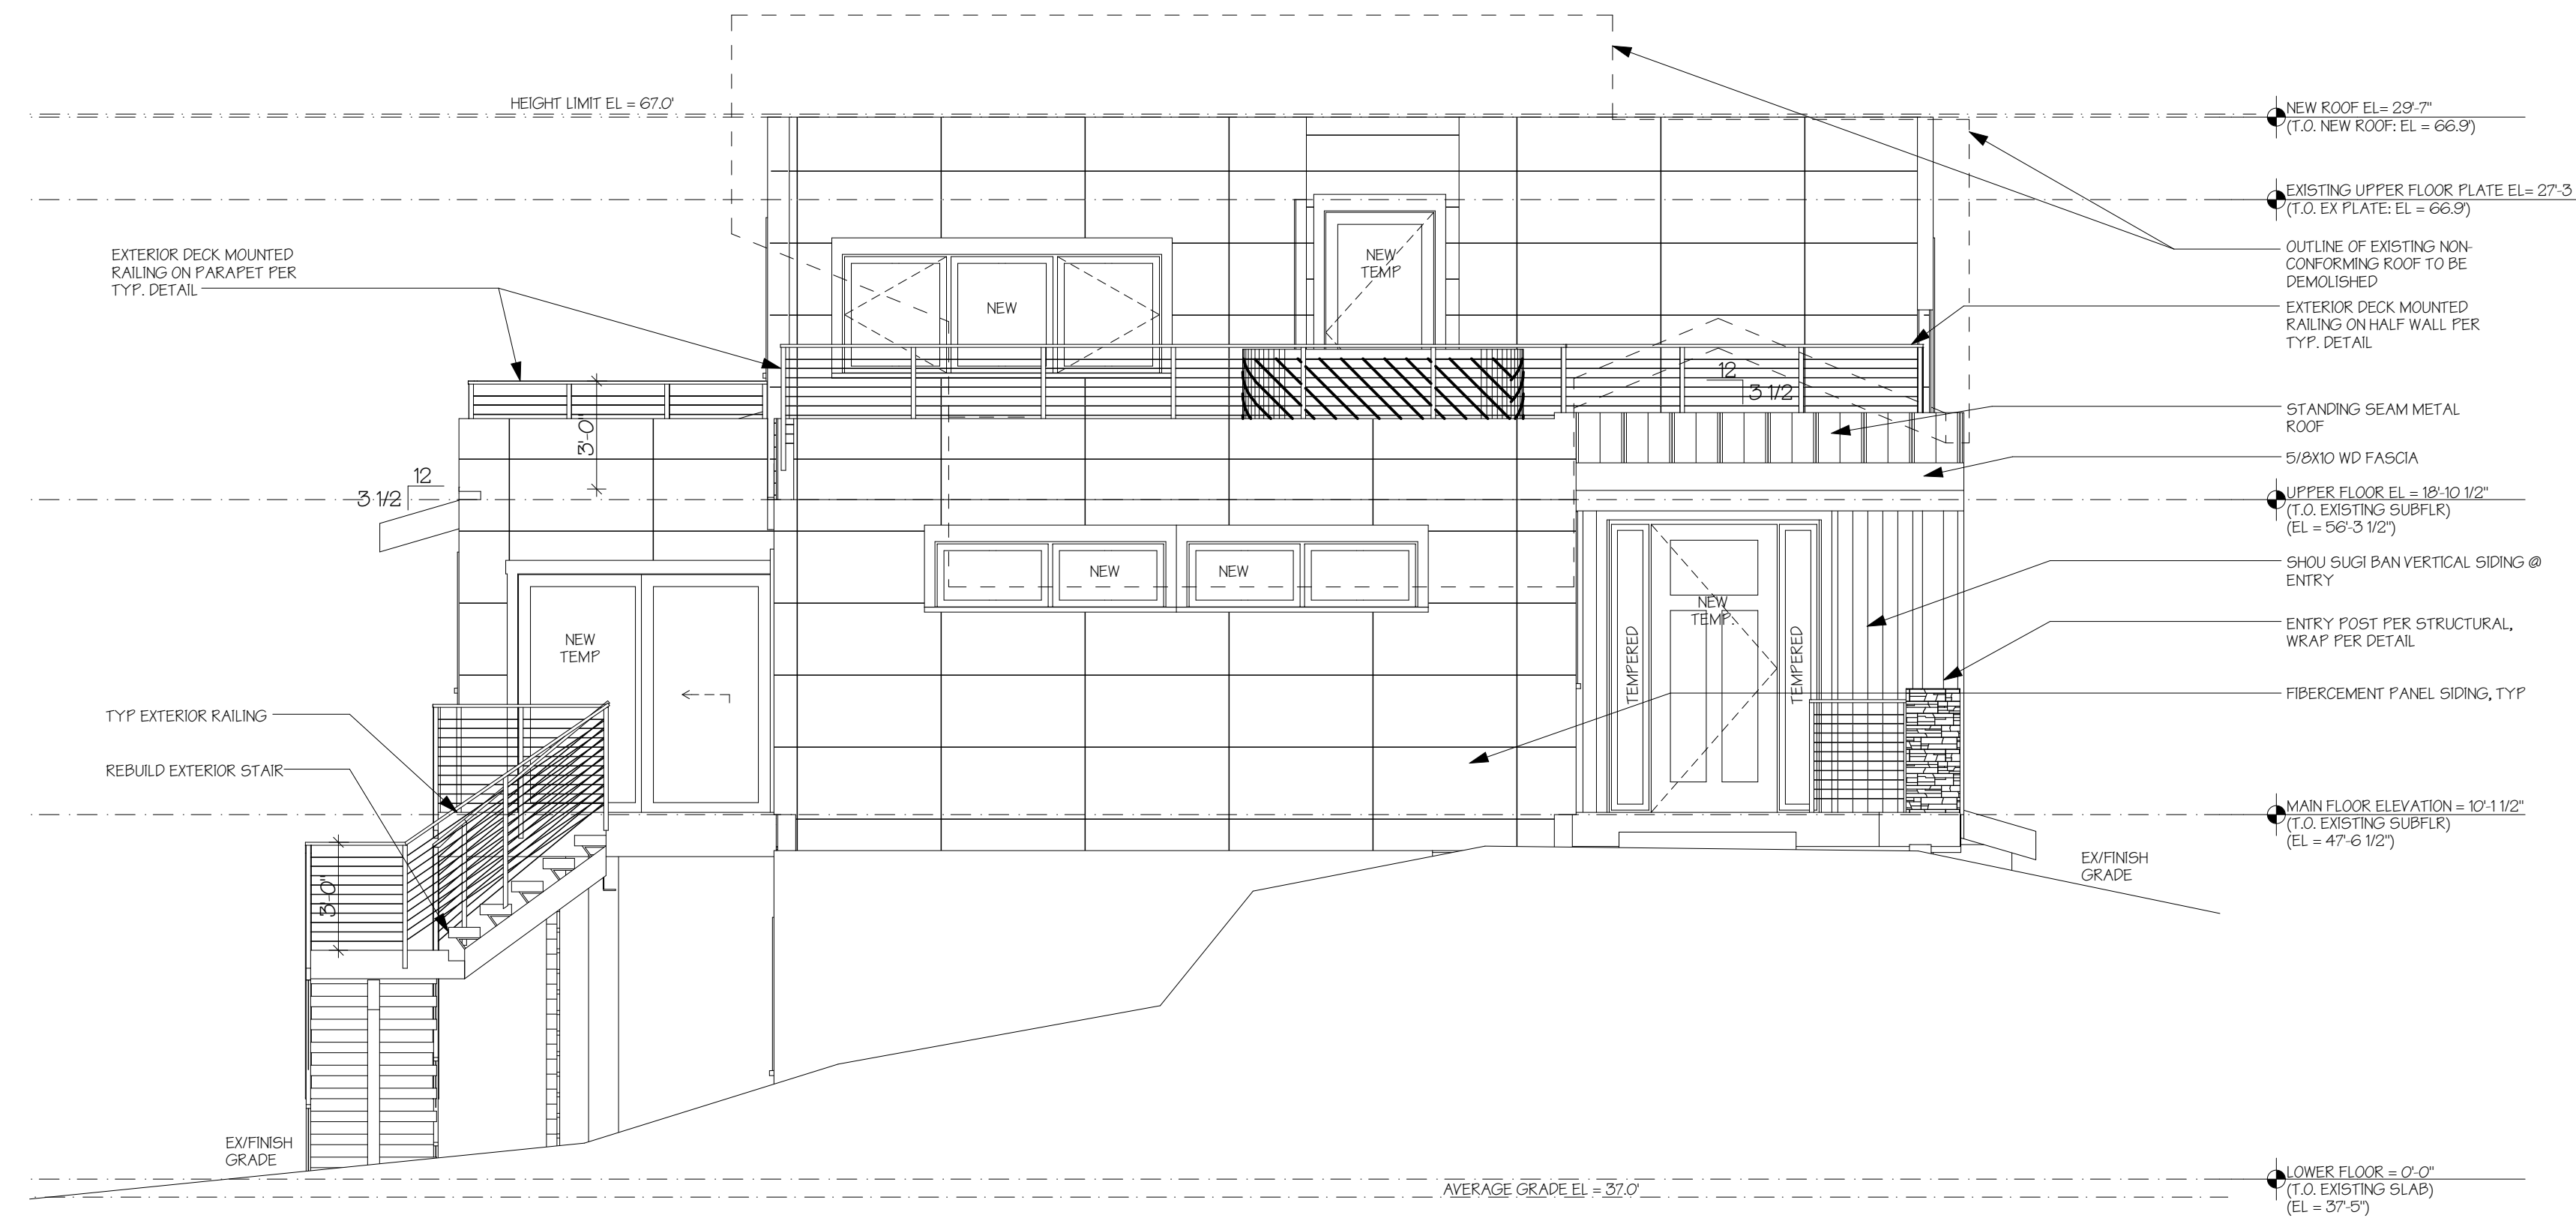 HEIGHT LIMIT EL = 67.0'
NEW ROOF EL= 29'-7"
(T.O. NEW ROOF: EL = 66.9')
EXISTING UPPER FLOOR PLATE EL= 27'-3
(T.O. EX PLATE: EL = 66.9')
OUTLINE OF EXISTING NON-
CONFORMING ROOF TO BE
DEMOLISHED
EXTERIOR DECK MOUNTED
RAILING ON HALF WALL PER
TYP. DETAIL
STANDING SEAM METAL
ROOF
5/8X10 WD FASCIA
UPPER FLOOR EL = 18'-10 1/2"
(T.O. EXISTING SUBFLR)
(EL = 56'-3 1/2")
SHOU SUGI BAN VERTICAL SIDING @
ENTRY
ENTRY POST PER STRUCTURAL,
WRAP PER DETAIL
FIBERCEMENT PANEL SIDING, TYP
MAIN FLOOR ELEVATION = 10'-1 1/2"
(T.O. EXISTING SUBFLR)
(EL = 47'-6 1/2")
EX/FINISH
GRADE
LOWER FLOOR = 0'-0"
(T.O. EXISTING SLAB)
(EL = 37'-5")
AVERAGE GRADE EL = 37.0'
EXTERIOR DECK MOUNTED
RAILING ON PARAPET PER
TYP. DETAIL
NEW
NEW
TEMP
12
3 1/2
3'-0"
12
3 1/2
NEW
NEW
NEW
TEMP
NEW
TEMP.
TEMPERED
TEMPERED
TYP EXTERIOR RAILING
REBUILD EXTERIOR STAIR
3'-0"
EX/FINISH
GRADE